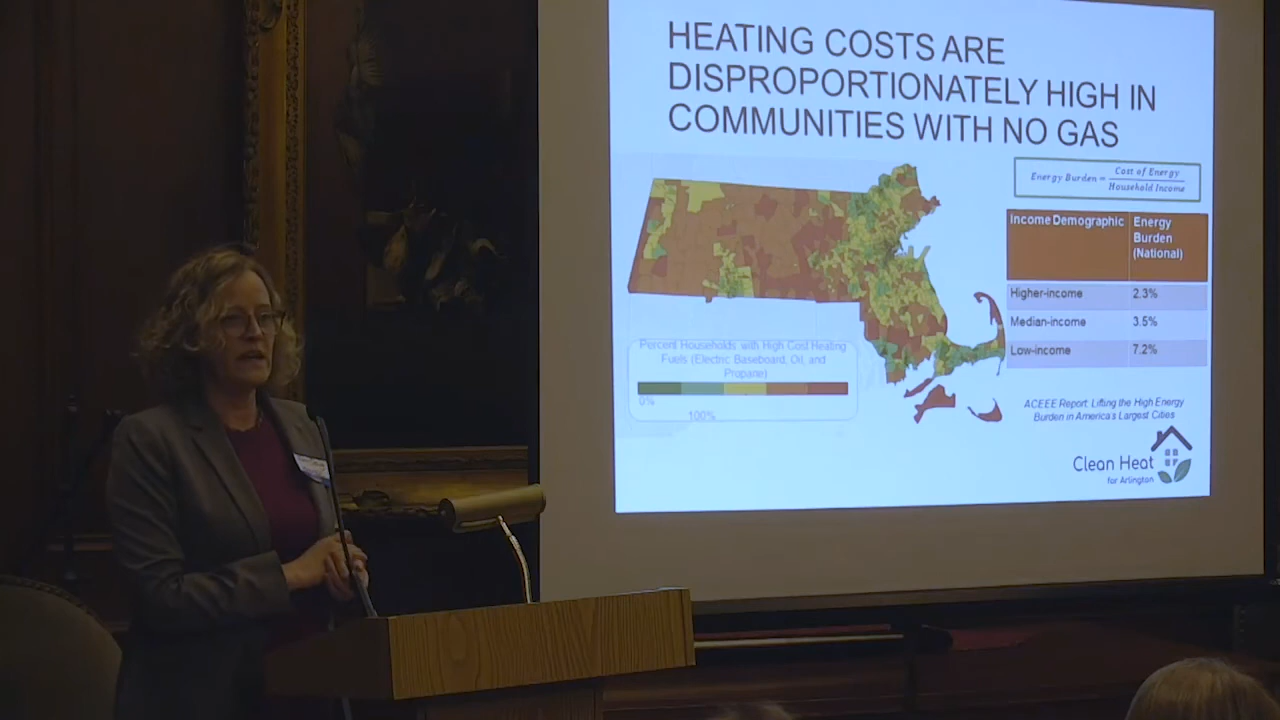 HEATING COSTS ARE
DISPROPORTIONATELY HIGH IN
COMMUNITIES WITH NO GAS
Energy Burden = Cost of Energy
Household Income
Income Demographic Energy
Burden
(National)
Higher-income 2.3%
Median-income 3.5%
Low-income 7.2%
Percent Households with High Cost Heating
Fuels (Electric Baseboard, Oil, and
Propane)
0%
100%
ACEEE Report: Lifting the High Energy
Burden in America's Largest Cities
Clean Heat
for Arlington